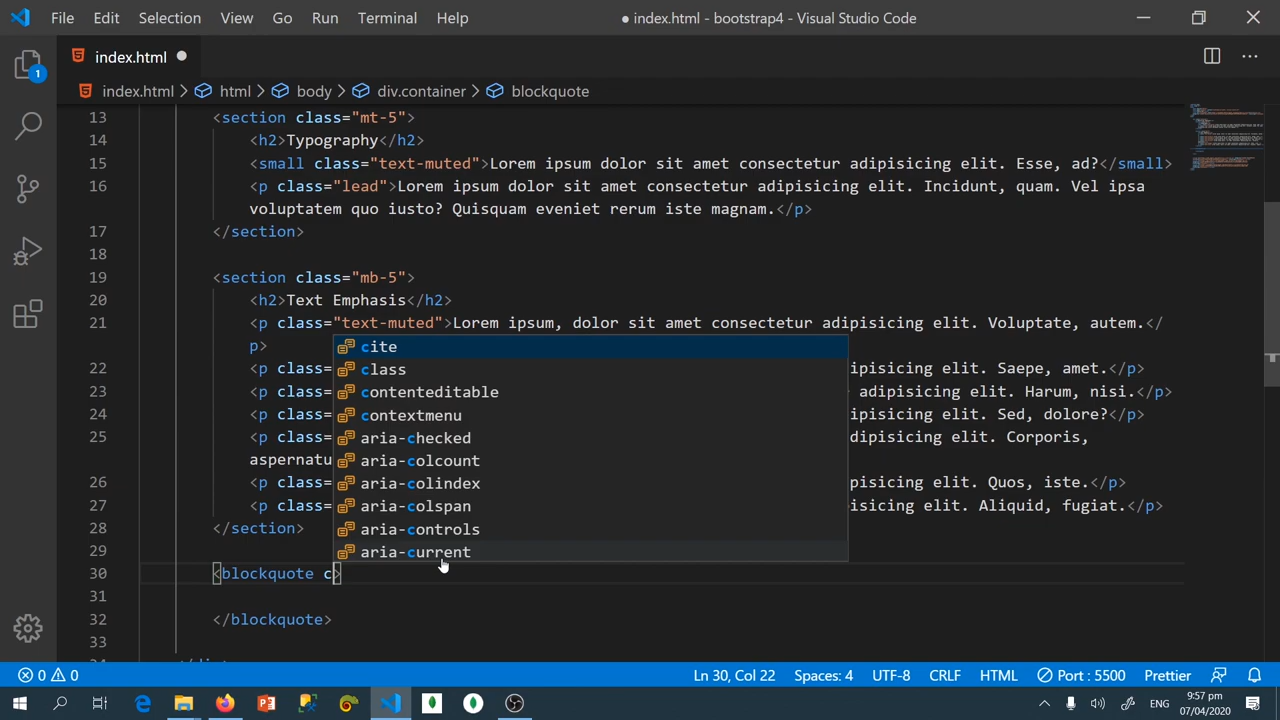 File Edit Selection View Go Run Terminal Help ● index.html - bootstrap4 - Visual Studio Code
index.html
index.html > html > body > div.container > blockquote
1
13 <section class="mt-5">
14 <h2>Typography</h2>
15 <small class="text-muted">Lorem ipsum dolor sit amet consectetur adipisicing elit. Esse, ad?</small>
16 <p class="lead">Lorem ipsum dolor sit amet consectetur adipisicing elit. Incidunt, quam. Vel ipsa
voluptatem quo iusto? Quisquam eveniet rerum iste magnam.</p>
17 </section>
18
19 <section class="mb-5">
20 <h2>Text Emphasis</h2>
21 <p class="text-muted">Lorem ipsum, dolor sit amet consectetur adipisicing elit. Voluptate, autem.</
p>
cite
22 <p class= ipisicing elit. Saepe, amet.</p>
class
23 <p class= adipisicing elit. Harum, nisi.</p>
contenteditable
24 <p class= ipisicing elit. Sed, dolore?</p>
contextmenu
25 <p class= dipisicing elit. Corporis,
aria-checked
aspernatu
aria-colcount
26 <p class= ipisicing elit. Quos, iste.</p>
aria-colindex
27 <p class= isicing elit. Aliquid, fugiat.</p>
aria-colspan
28 </section>
aria-controls
29
aria-current
30 <blockquote c>
31
32 </blockquote>
33
0 0 Ln 30, Col 22 Spaces: 4 UTF-8 CRLF HTML Port : 5500 Prettier
ENG 9:57 pm
07/04/2020